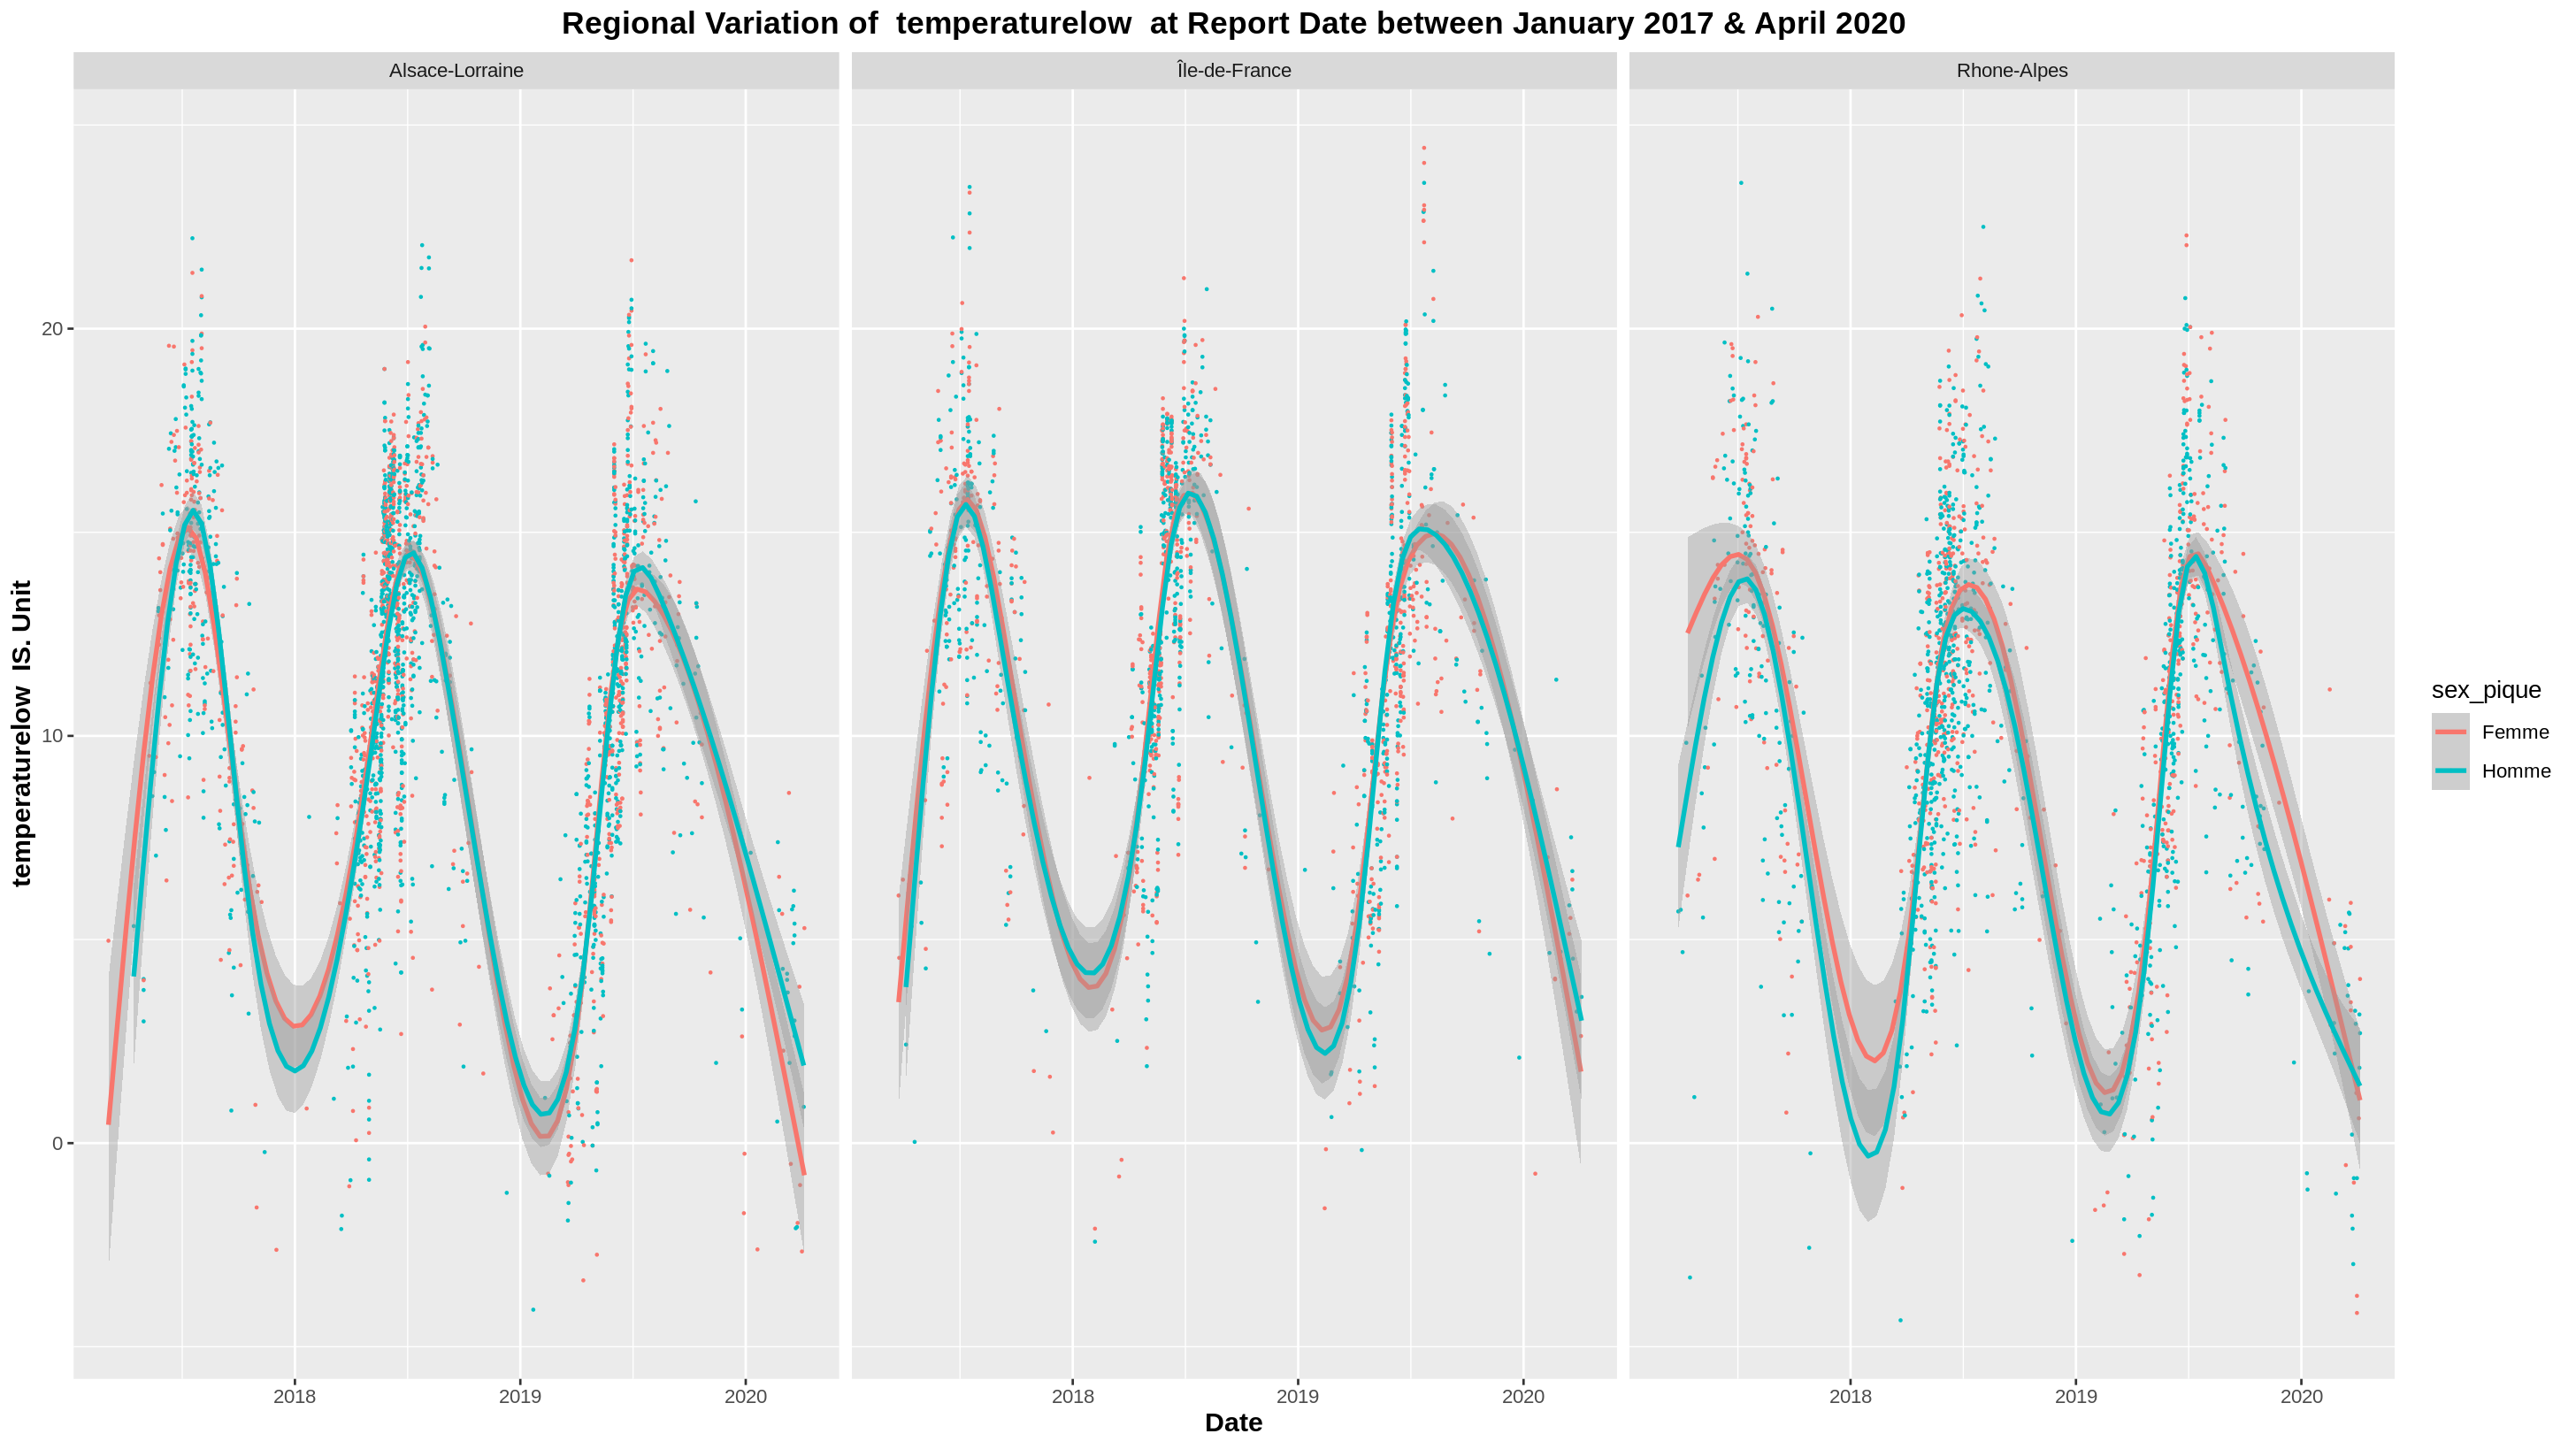 Regional Variation of  temperaturelow  at Report Date between January 2017 & April 2020
Alsace-Lorraine
Île-de-France
Rhone-Alpes
temperaturelow  IS. Unit
20
10
0
2018
2019
2020
2018
2019
2020
2018
2019
2020
Date
sex_pique
Femme
Homme